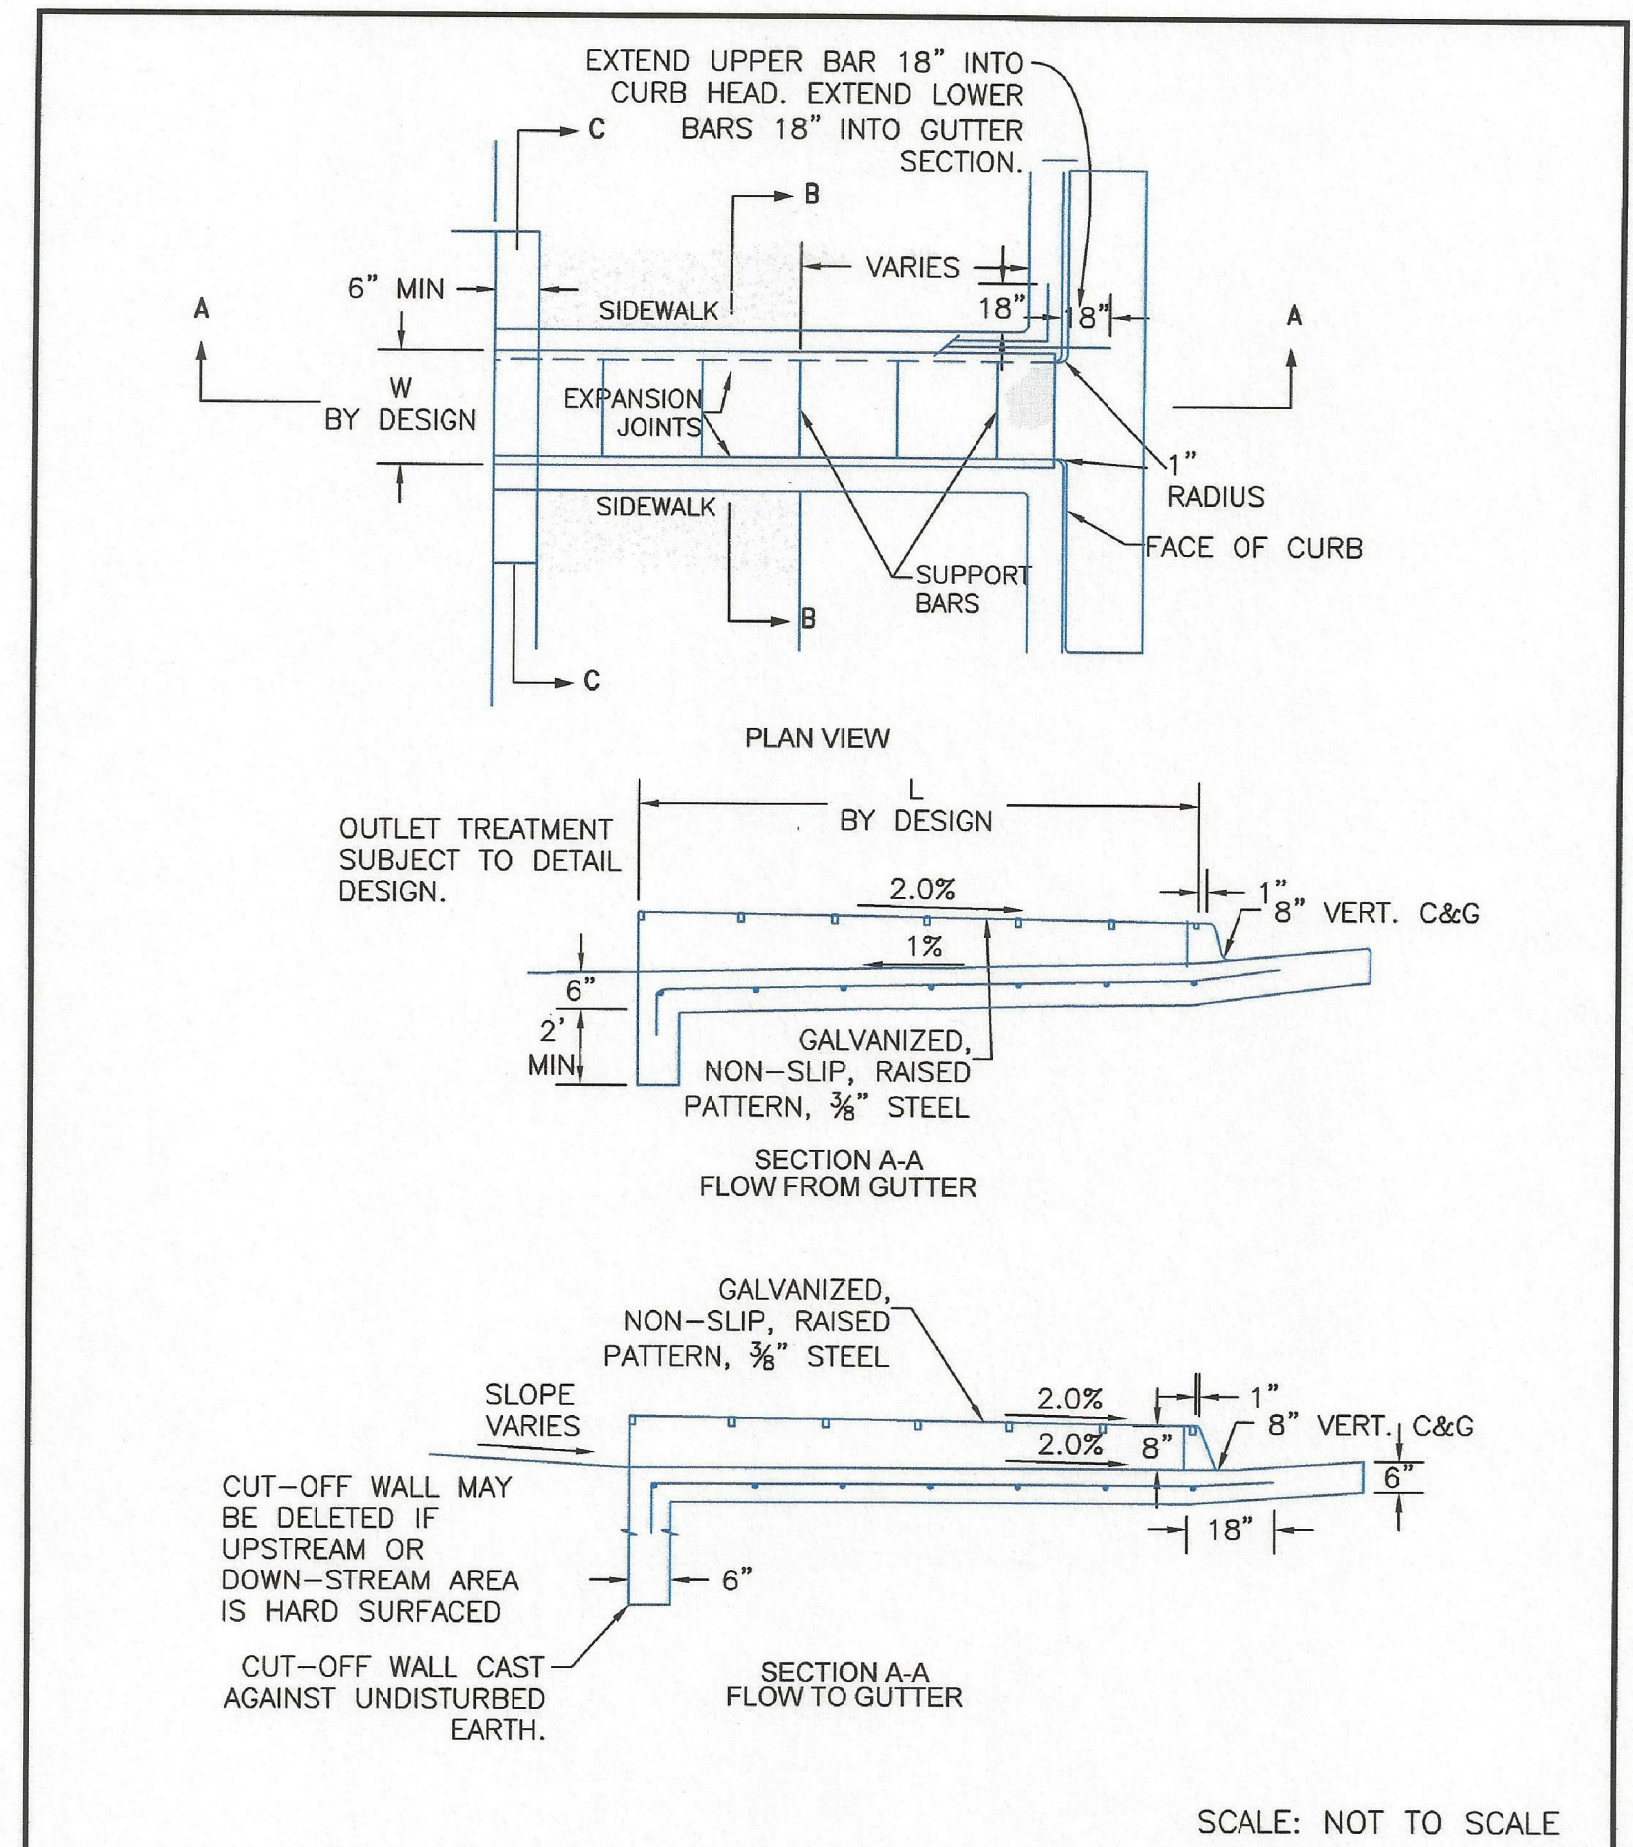 EXTEND UPPER BAR 18" INTO
CURB HEAD. EXTEND LOWER
BARS 18" INTO GUTTER
SECTION.
C
B
VARIES
6" MIN
SIDEWALK
18"
18"
A
A
W
BY DESIGN
EXPANSION
JOINTS
1"
RADIUS
SIDEWALK
FACE OF CURB
SUPPORT
BARS
B
C
PLAN VIEW
L
BY DESIGN
OUTLET TREATMENT
SUBJECT TO DETAIL
DESIGN.
2.0%
1"
8" VERT. C&G
1%
6"
2'
MIN
GALVANIZED,
NON-SLIP, RAISED
PATTERN, ⅜" STEEL
SECTION A-A
FLOW FROM GUTTER
GALVANIZED,
NON-SLIP, RAISED
PATTERN, ⅜" STEEL
SLOPE
VARIES
2.0%
1"
8" VERT. C&G
2.0%
8"
6"
CUT-OFF WALL MAY
BE DELETED IF
UPSTREAM OR
DOWN-STREAM AREA
IS HARD SURFACED
18"
6"
CUT-OFF WALL CAST
AGAINST UNDISTURBED
EARTH.
SECTION A-A
FLOW TO GUTTER
SCALE: NOT TO SCALE